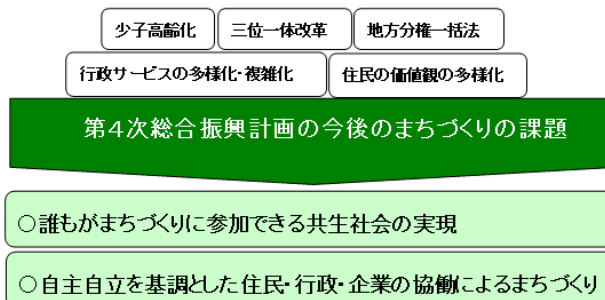 少子高齢化 三位一体改革 地方分権一括法
行政サービスの多様化・複雑化 住民の価値観の多様化
第4次総合振興計画の今後のまちづくりの課題
○誰もがまちづくりに参加できる共生社会の実現
○自主自立を基調とした住民・行政・企業の協働によるまちづくり